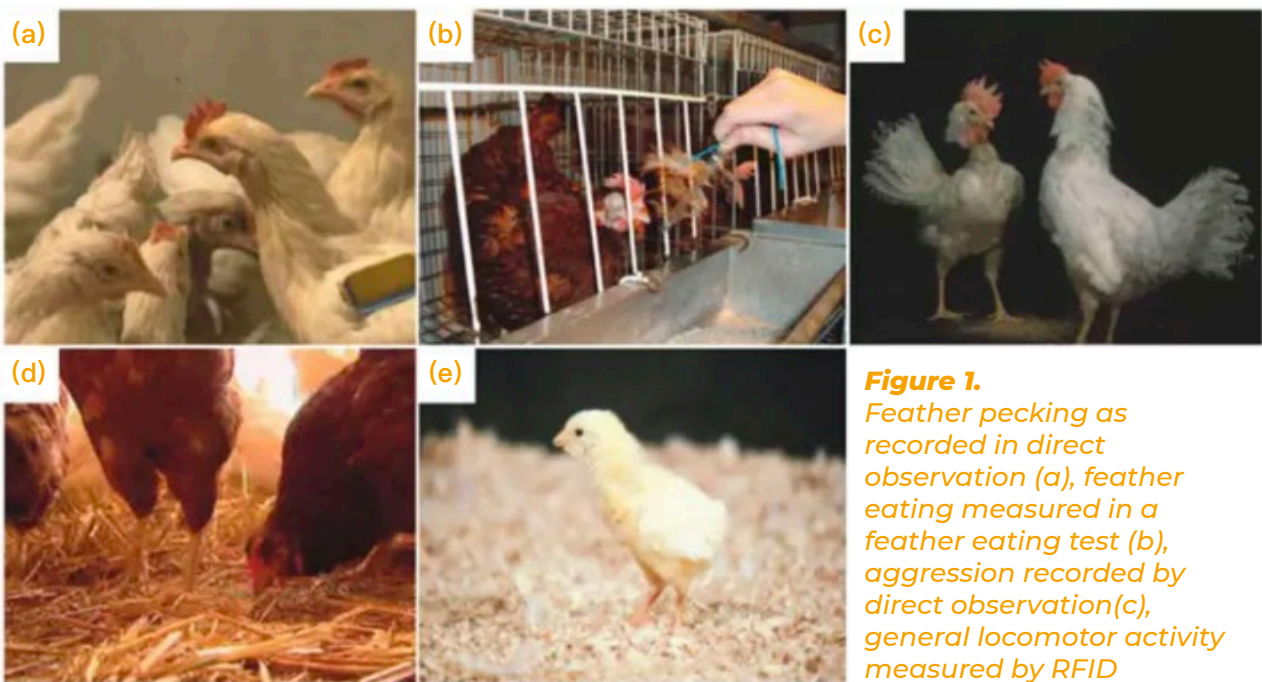 (a)
(b)
(c)
(d)
(e)
Figure 1.
Feather pecking as
recorded in direct
observation (a), feather
eating measured in a
feather eating test (b),
aggression recorded by
direct observation(c),
general locomotor activity
measured by RFID